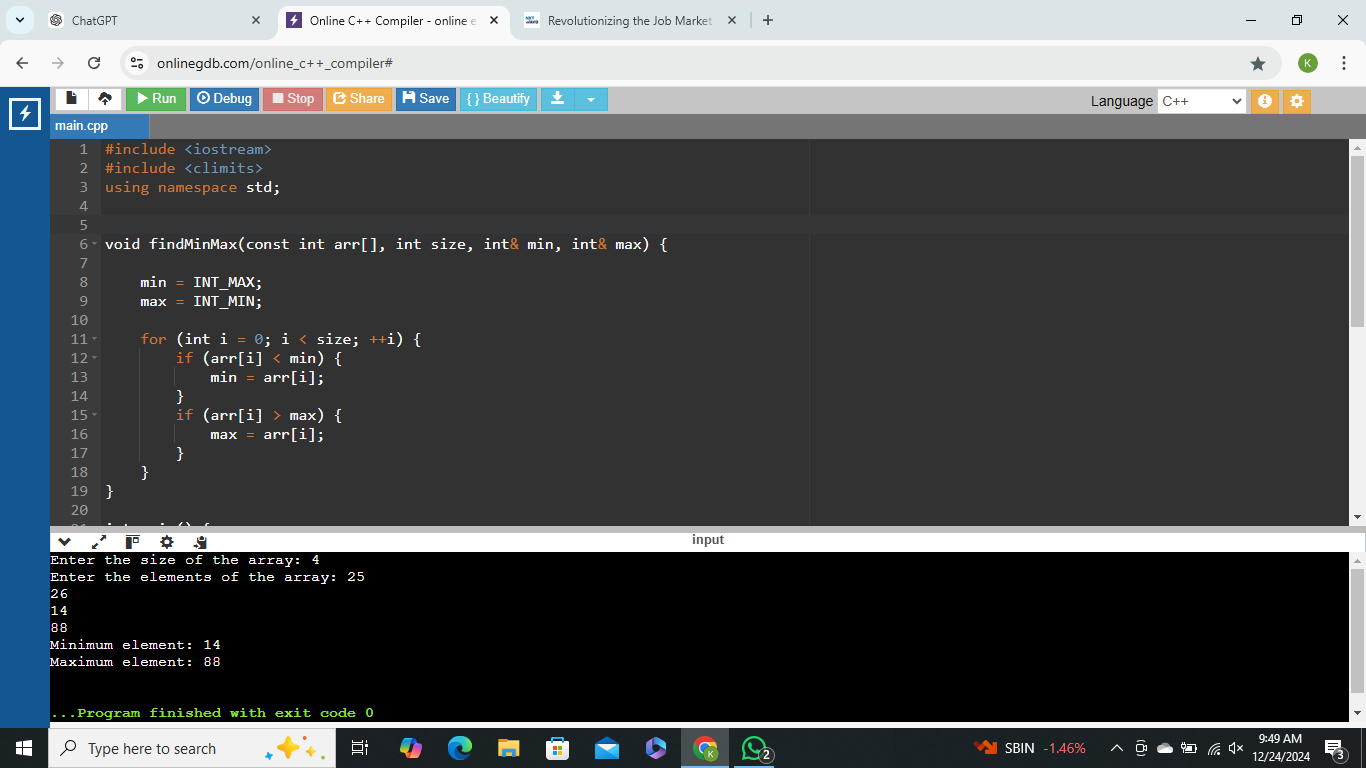 ChatGPT
Online C++ Compiler - online e
Revolutionizing the Job Market
onlinegdb.com/online_c++_compiler#
K
Run
Debug
Stop
Share
Save
{ } Beautify
Language C++
main.cpp
1 #include <iostream>
2 #include <climits>
3 using namespace std;
4
5
6 void findMinMax(const int arr[], int size, int& min, int& max) {
7
8 min = INT_MAX;
9 max = INT_MIN;
10
11 for (int i = 0; i < size; ++i) {
12 if (arr[i] < min) {
13 min = arr[i];
14 }
15 if (arr[i] > max) {
16 max = arr[i];
17 }
18 }
19 }
20
input
Enter the size of the array: 4
Enter the elements of the array: 25
26
14
88
Minimum element: 14
Maximum element: 88
...Program finished with exit code 0
Type here to search
K
2
SBIN -1.46%
9:49 AM
12/24/2024
3